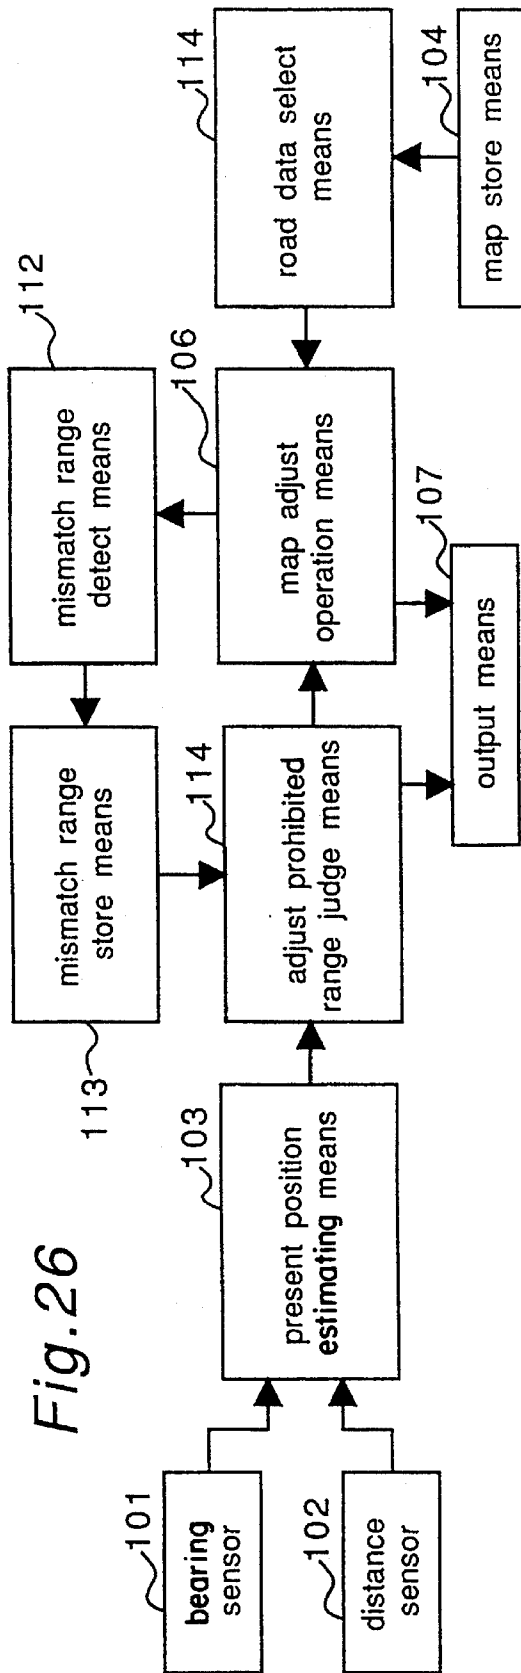 Fig.26
101
bearing
sensor
102
distance
sensor
103
present position
estimating means
113
mismatch range
store means
114
adjust prohibited
range judge means
112
mismatch range
detect means
106
map adjust
operation means
107
output means
114
road data select
means
104
map store means